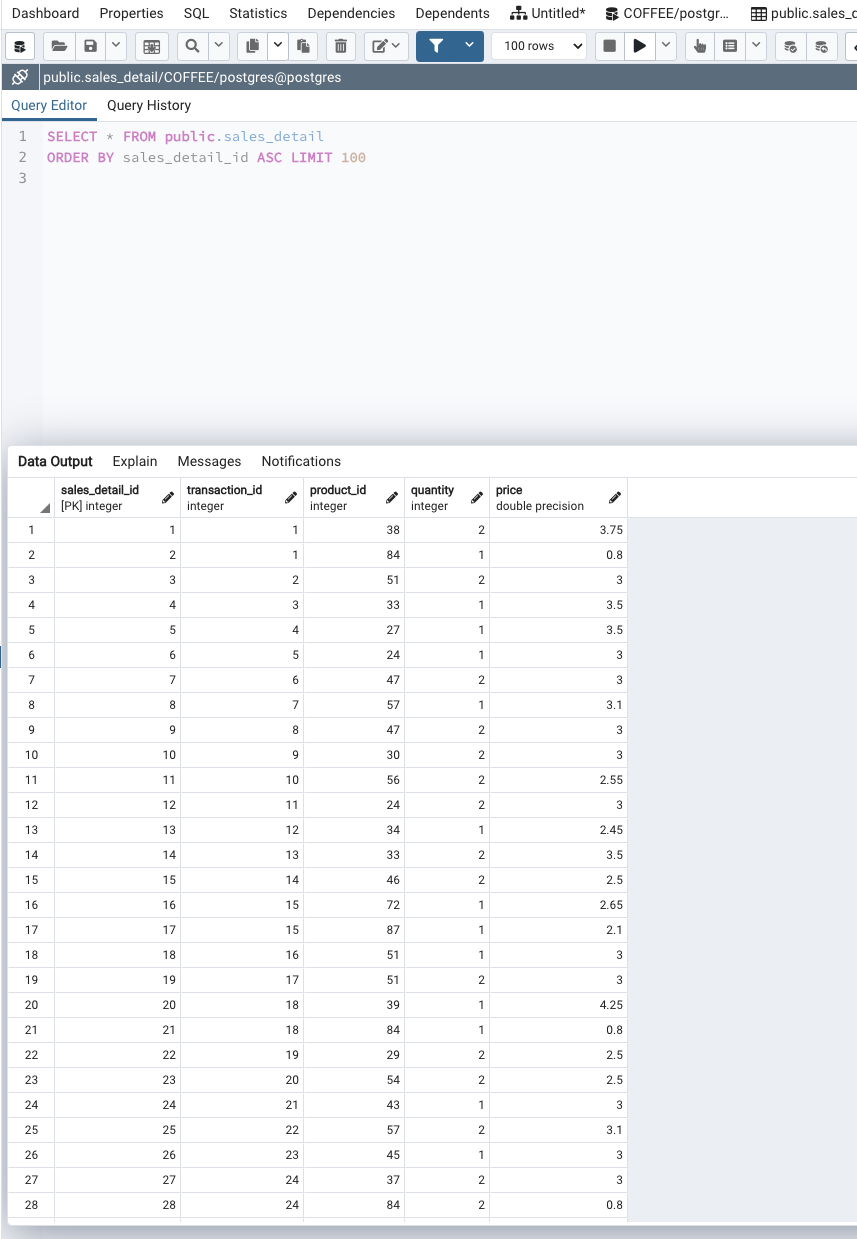 Dashboard Properties SQL Statistics Dependencies Dependents Untitled* COFFEE/postgr... public.sales_c
100 rows
public.sales_detail/COFFEE/postgres@postgres
Query Editor Query History
1 SELECT * FROM public.sales_detail
2 ORDER BY sales_detail_id ASC LIMIT 100
3
Data Output Explain Messages Notifications
sales_detail_id transaction_id product_id quantity price
[PK] integer integer integer integer double precision
1 1 1 38 2 3.75
2 2 1 84 1 0.8
3 3 2 51 2 3
4 4 3 33 1 3.5
5 5 4 27 1 3.5
6 6 5 24 1 3
7 7 6 47 2 3
8 8 7 57 1 3.1
9 9 8 47 2 3
10 10 9 30 2 3
11 11 10 56 2 2.55
12 12 11 24 2 3
13 13 12 34 1 2.45
14 14 13 33 2 3.5
15 15 14 46 2 2.5
16 16 15 72 1 2.65
17 17 15 87 1 2.1
18 18 16 51 1 3
19 19 17 51 2 3
20 20 18 39 1 4.25
21 21 18 84 1 0.8
22 22 19 29 2 2.5
23 23 20 54 2 2.5
24 24 21 43 1 3
25 25 22 57 2 3.1
26 26 23 45 1 3
27 27 24 37 2 3
28 28 24 84 2 0.8